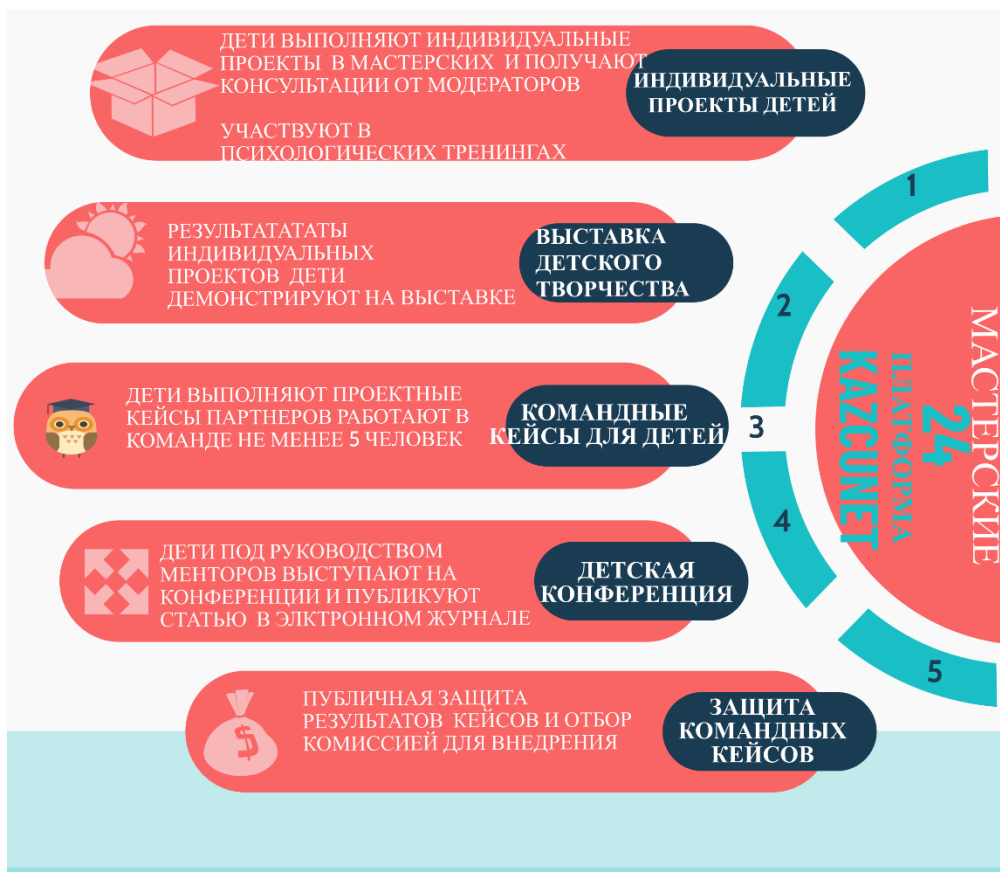 ДЕТИ ВЫПОЛНЯЮТ ИНДИВИДУАЛЬНЫЕ
ПРОЕКТЫ В МАСТЕРСКИХ И ПОЛУЧАЮТ
КОНСУЛЬТАЦИИ ОТ МОДЕРАТОРОВ
УЧАСТВУЮТ В
ПСИХОЛОГИЧЕСКИХ ТРЕНИНГАХ
ИНДИВИДУАЛЬНЫЕ
ПРОЕКТЫ ДЕТЕЙ
1
РЕЗУЛЬТАТАТАТЫ
ИНДИВИДУАЛЬНЫХ
ПРОЕКТОВ ДЕТИ
ДЕМОНСТРИРУЮТ НА ВЫСТАВКЕ
ВЫСТАВКА
ДЕТСКОГО
ТВОРЧЕСТВА
2
ДЕТИ ВЫПОЛНЯЮТ ПРОЕКТНЫЕ
КЕЙСЫ ПАРТНЕРОВ РАБОТАЮТ В
КОМАНДЕ НЕ МЕНЕЕ 5 ЧЕЛОВЕК
КОМАНДНЫЕ
КЕЙСЫ ДЛЯ ДЕТЕЙ
3
ДЕТИ ПОД РУКОВОДСТВОМ
МЕНТОРОВ ВЫСТУПАЮТ НА
КОНФЕРЕНЦИИ И ПУБЛИКУЮТ
СТАТЬЮ В ЭЛКТРОННОМ ЖУРНАЛЕ
ДЕТСКАЯ
КОНФЕРЕНЦИЯ
4
ПУБЛИЧНАЯ ЗАЩИТА
РЕЗУЛЬТАТОВ КЕЙСОВ И ОТБОР
КОМИССИЕЙ ДЛЯ ВНЕДРЕНИЯ
$
ЗАЩИТА
КОМАНДНЫХ
КЕЙСОВ
5
МАСТЕРСКИЕ
24
ПЛАТФОРМА
KAZCUNET